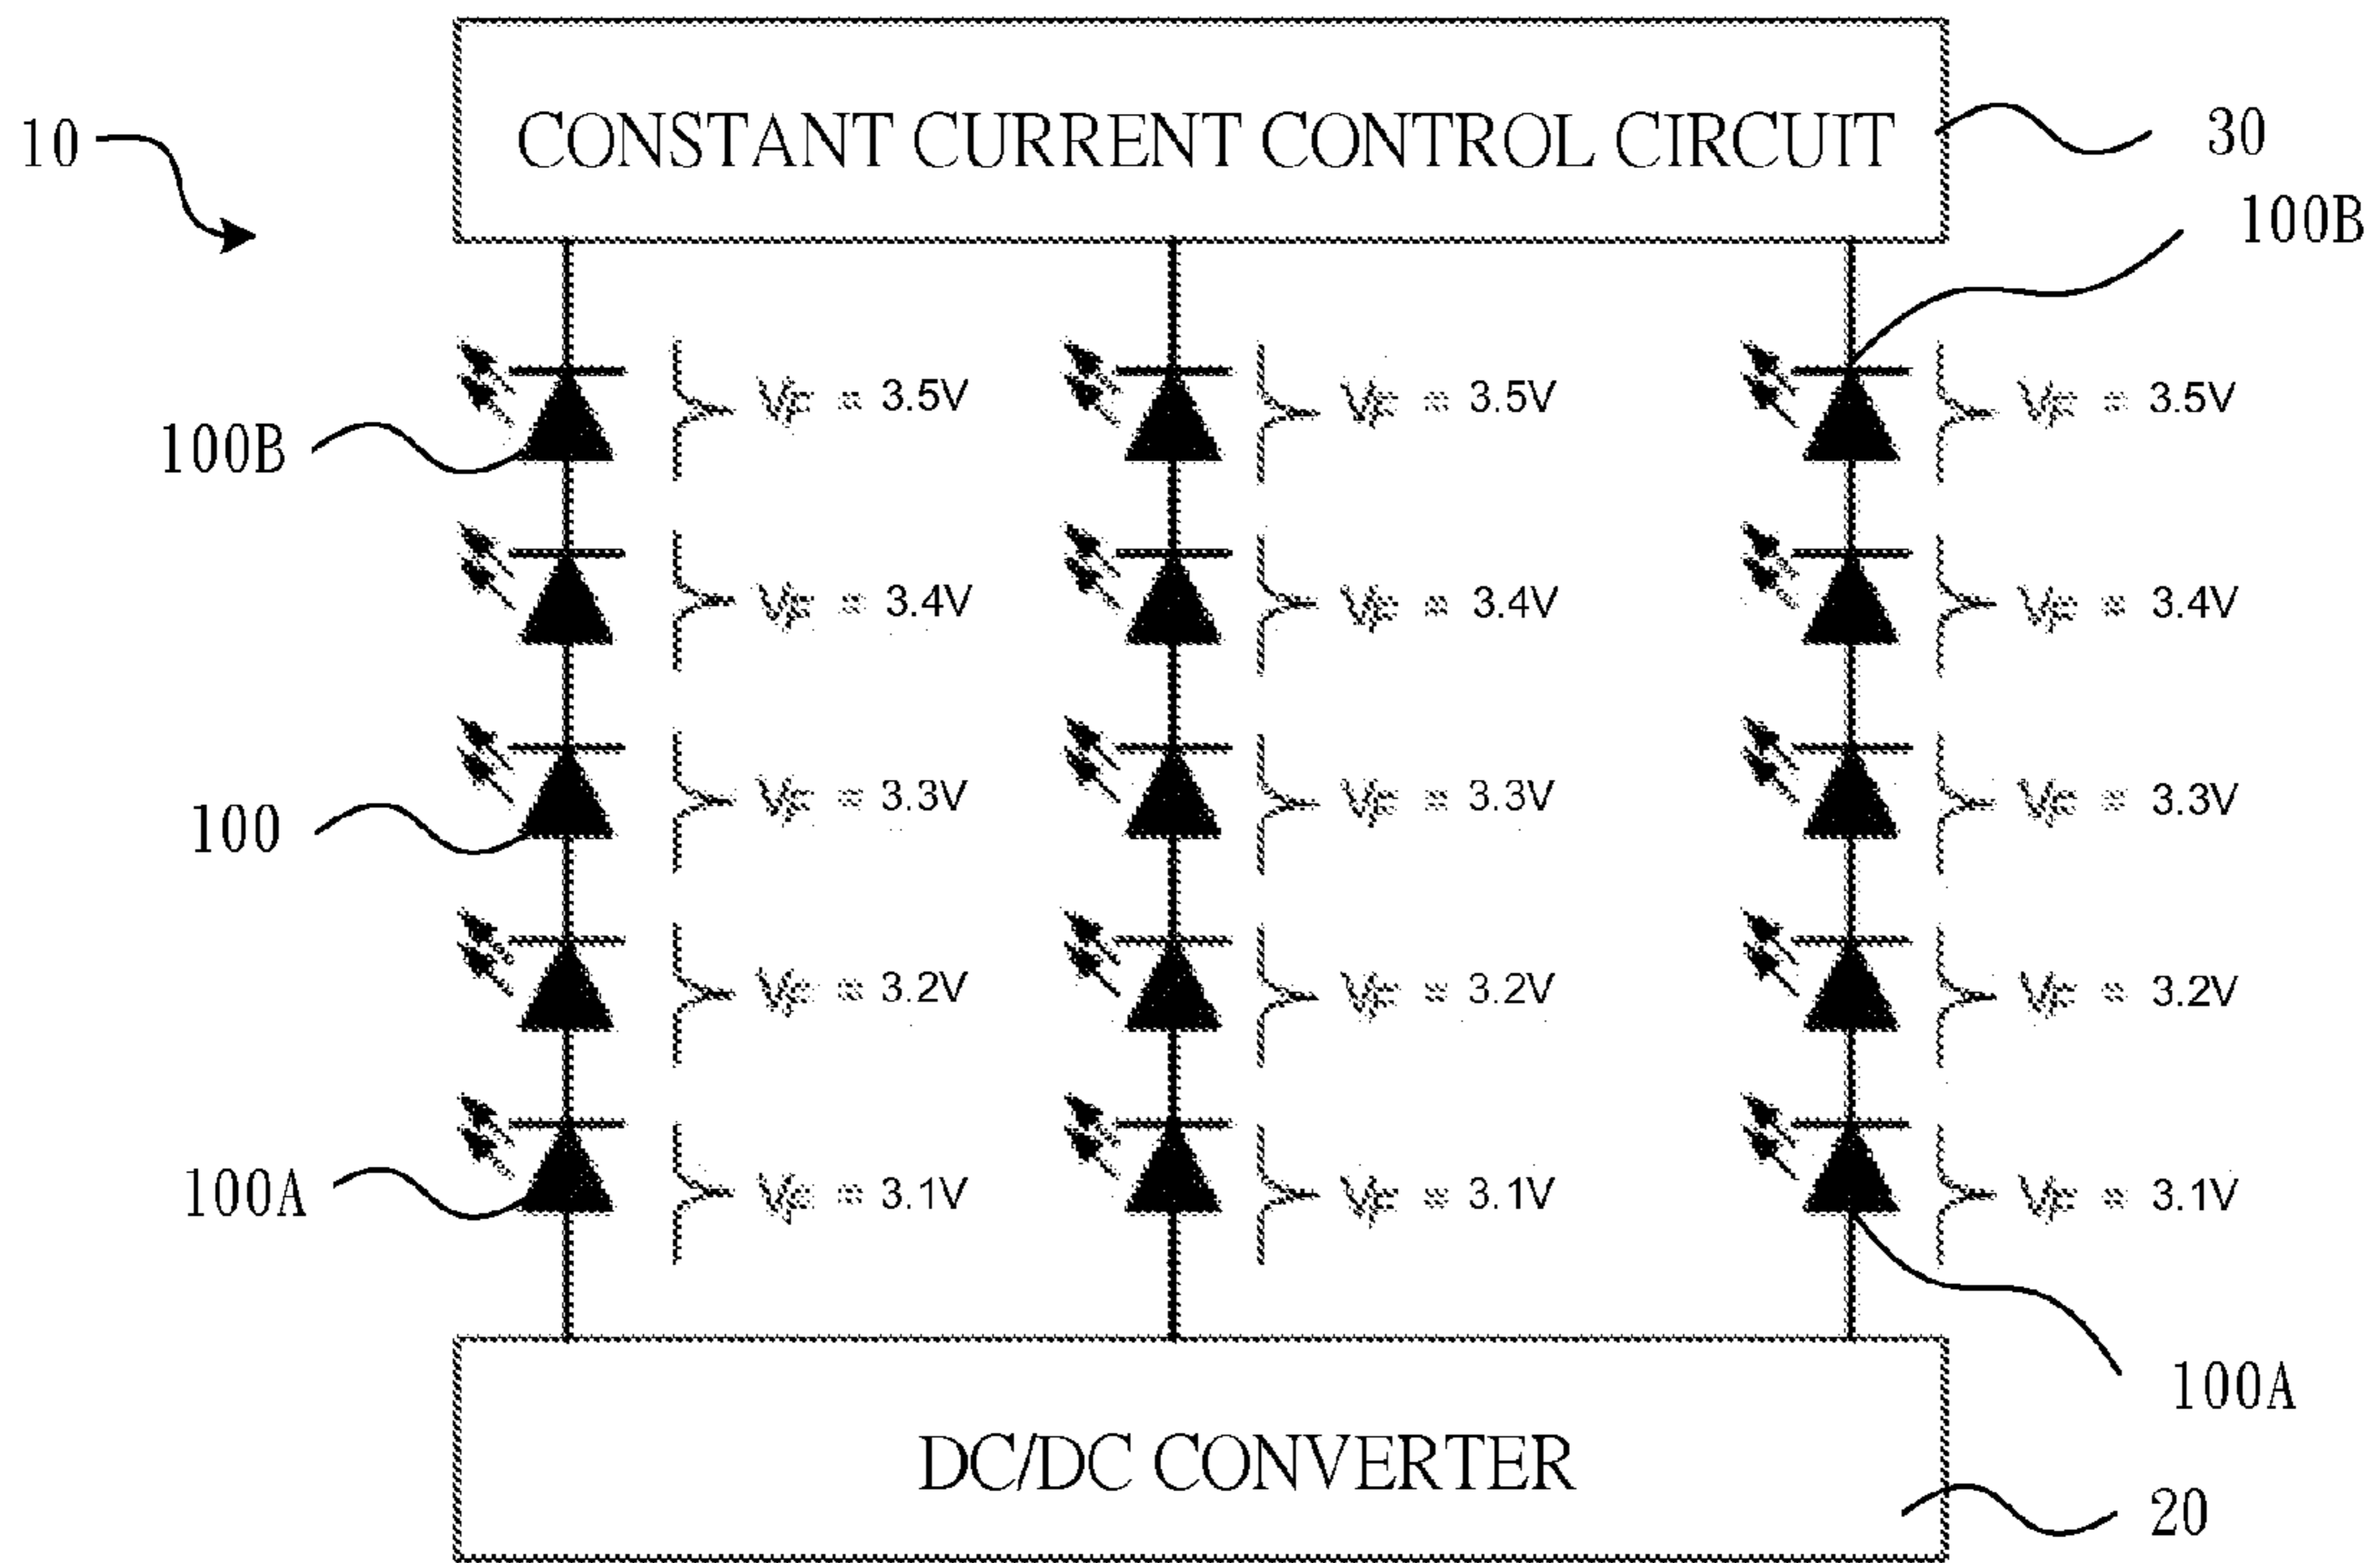 10
CONSTANT CURRENT CONTROL CIRCUIT
30
100B
VF = 3.5V
VF = 3.5V
VF = 3.5V
100B
VF = 3.4V
VF = 3.4V
VF = 3.4V
100
VF = 3.3V
VF = 3.3V
VF = 3.3V
VF = 3.2V
VF = 3.2V
VF = 3.2V
100A
VF = 3.1V
VF = 3.1V
VF = 3.1V
100A
DC/DC CONVERTER
20